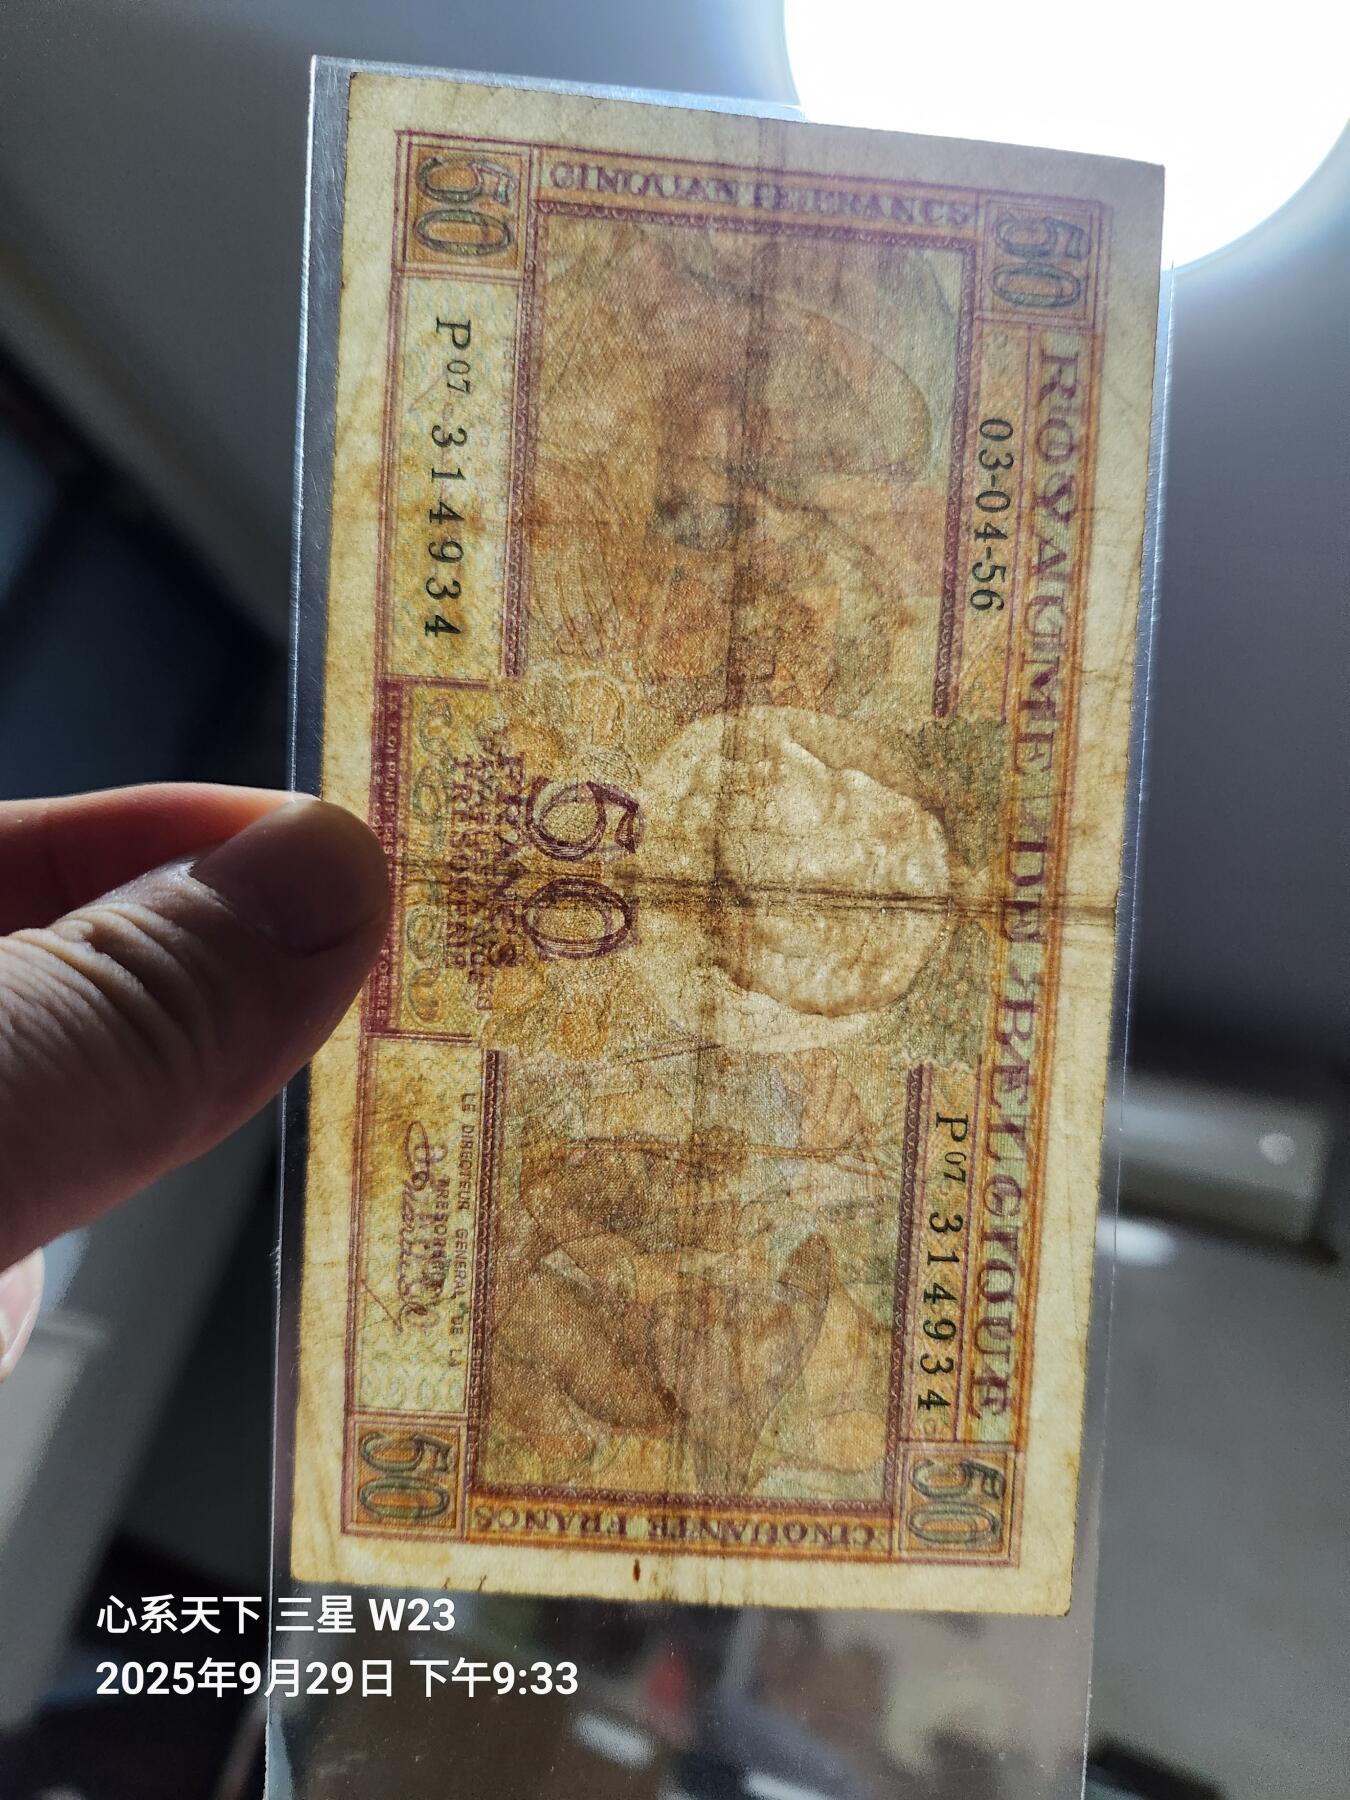 50
CINQUANTE FRANCS
50
P07 314934
03-04-56
ROYAUME DE BELGIQUE
50
FRANCS
P07 314934
LE DIRECTEUR GENERAL DE LA
TRESORERIE
50
CINQUANTE FRANCS
50
心系天下 三星 W23
2025年9月29日 下午9:33